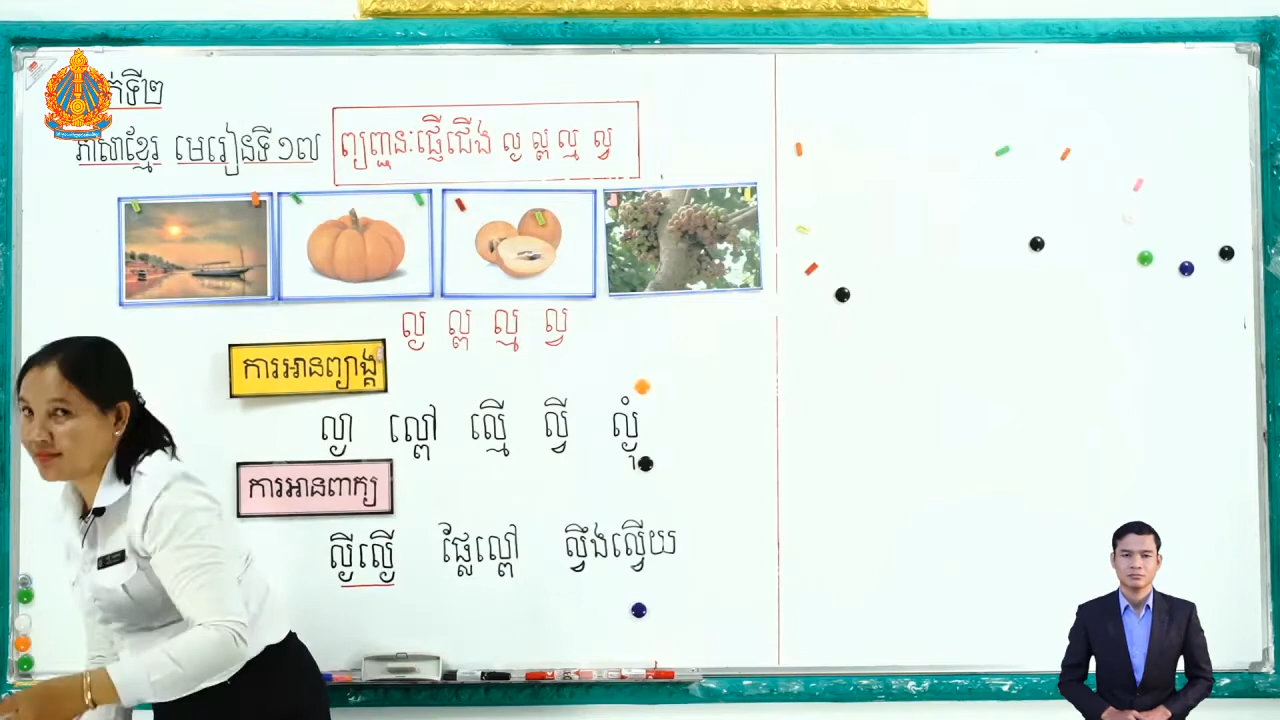 ថ្នាក់ទី២
ភាសាខ្មែរ មេរៀនទី ១៧ ព្យញ្ជនៈផ្ញើជើង ល្ង ល្ព ល្ម ល្វ
ល្ង ល្ព ល្ម ល្វ
ការអានព្យាង្គ
ល្ងា ល្ពៅ ល្មើ ល្វី ល្ងុំ
ការអានពាក្យ
ល្ងីល្ងើ ផ្លែល្ពៅ ល្វឹងល្វើយ